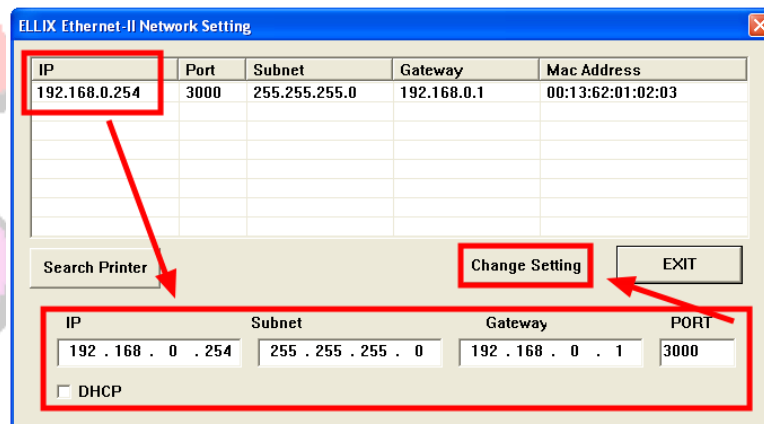 ELLIX Ethernet-II Network Setting
IP Port Subnet Gateway Mac Address
192.168.0.254 3000 255.255.255.0 192.168.0.1 00:13:62:01:02:03
Search Printer Change Setting EXIT
IP Subnet Gateway PORT
192 . 168 . 0 . 254 255 . 255 . 255 . 0 192 . 168 . 0 . 1 3000
DHCP